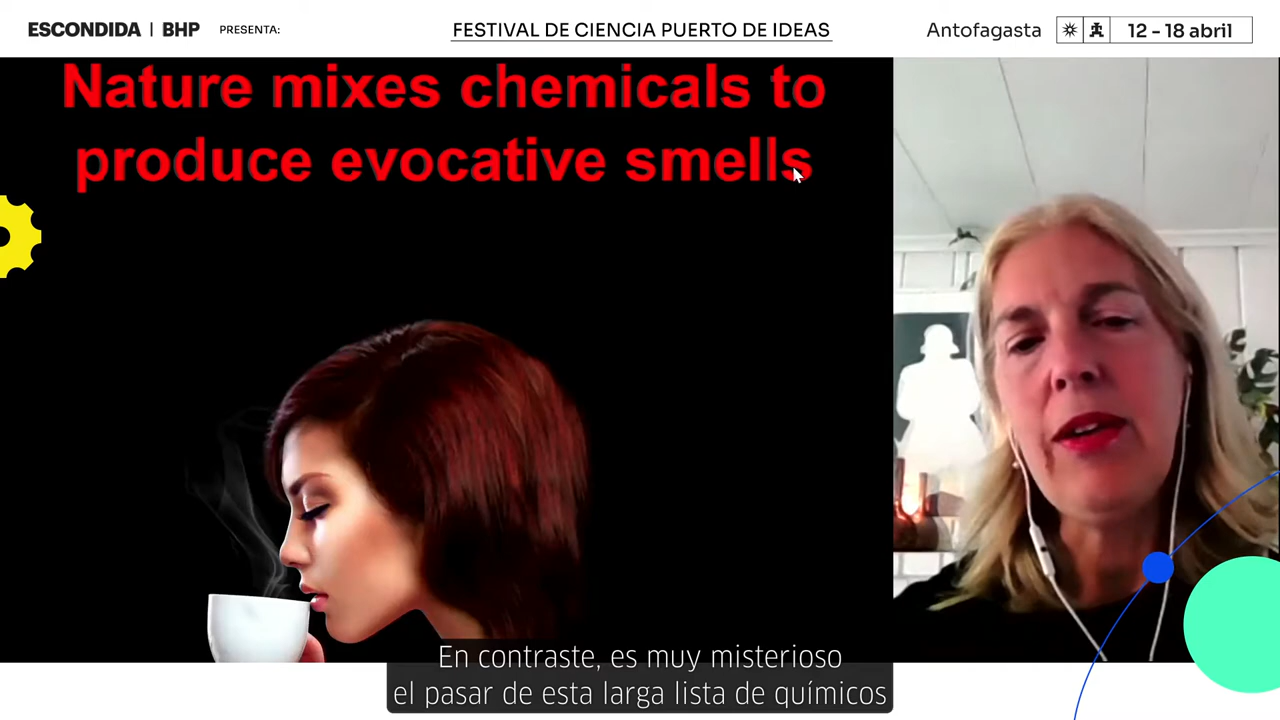 ESCONDIDA | BHP PRESENTA:
FESTIVAL DE CIENCIA PUERTO DE IDEAS
Antofagasta 12 - 18 abril
Nature mixes chemicals to
produce evocative smells
En contraste, es muy misterioso
el pasar de esta larga lista de químicos